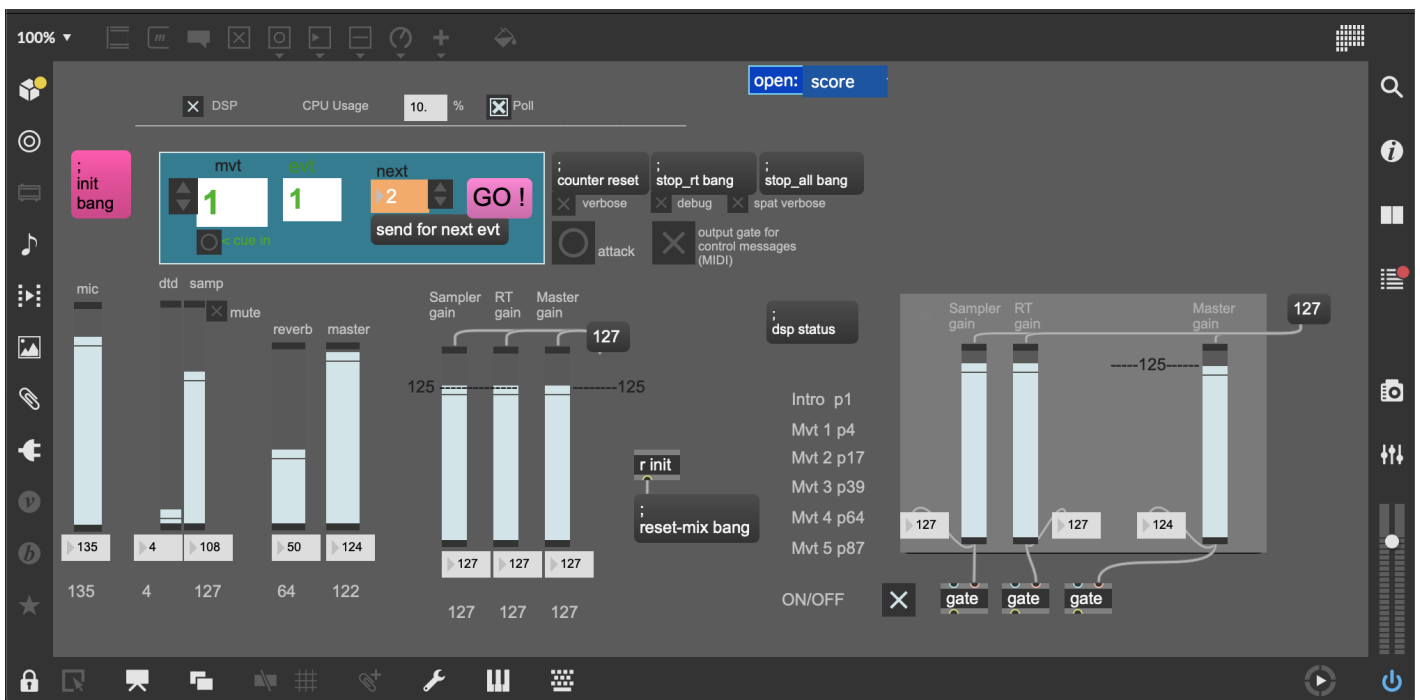 100%
open: score
DSP
CPU Usage
10.
%
Poll
;
init
bang
mvt
evt
next
1
1
2
GO !
< cue in
send for next evt
;
counter reset
;
stop_rt bang
;
stop_all bang
verbose
debug
spat verbose
attack
output gate for
control messages
(MIDI)
mic
dtd
samp
mute
reverb
master
Sampler
gain
RT
gain
Master
gain
127
125 ----------------------------125
;
dsp status
Sampler
gain
RT
gain
Master
gain
127
-----125------
Intro p1
Mvt 1 p4
Mvt 2 p17
Mvt 3 p39
Mvt 4 p64
Mvt 5 p87
r init
;
reset-mix bang
135
4
108
50
124
127
127
127
127
127
124
135
4
127
64
122
127
127
127
ON/OFF
gate
gate
gate